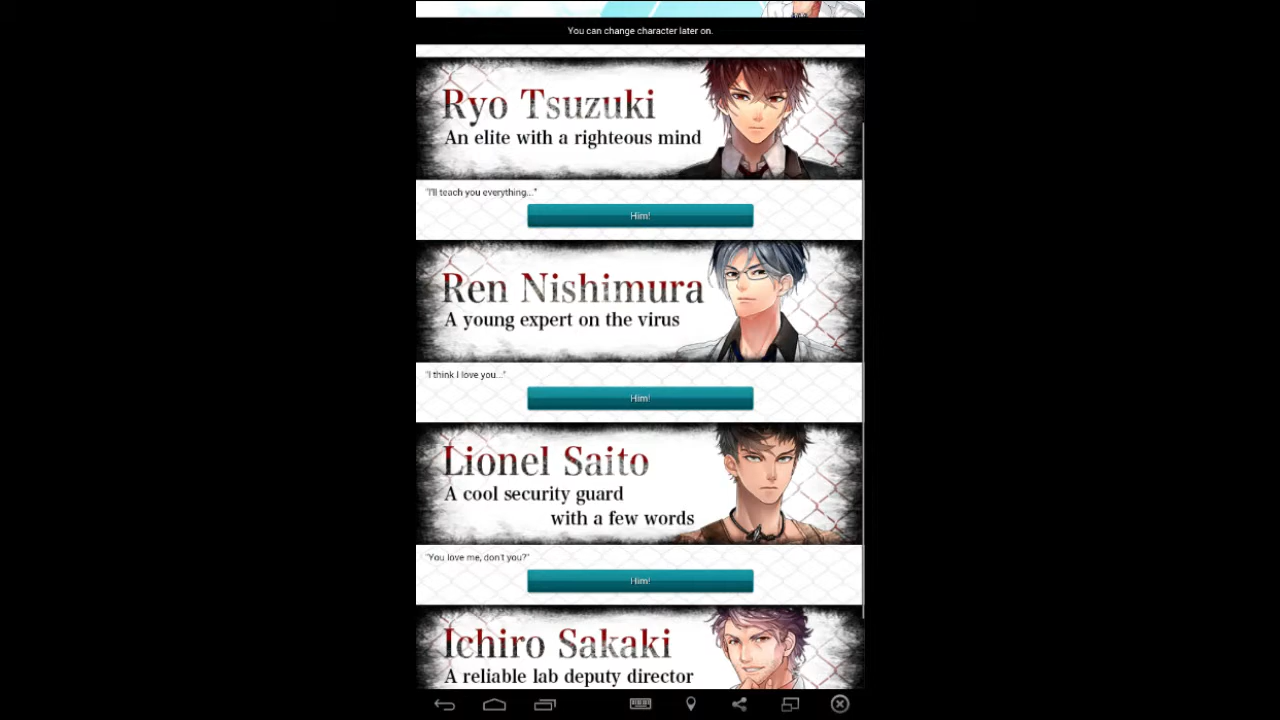 You can change character later on.
Ryo Tsuzuki
An elite with a righteous mind
"I'll teach you everything..."
Him!
Ren Nishimura
A young expert on the virus
"I think I love you..."
Him!
Lionel Saito
A cool security guard
with a few words
"You love me, don't you?"
Him!
Ichiro Sakaki
A reliable lab deputy director